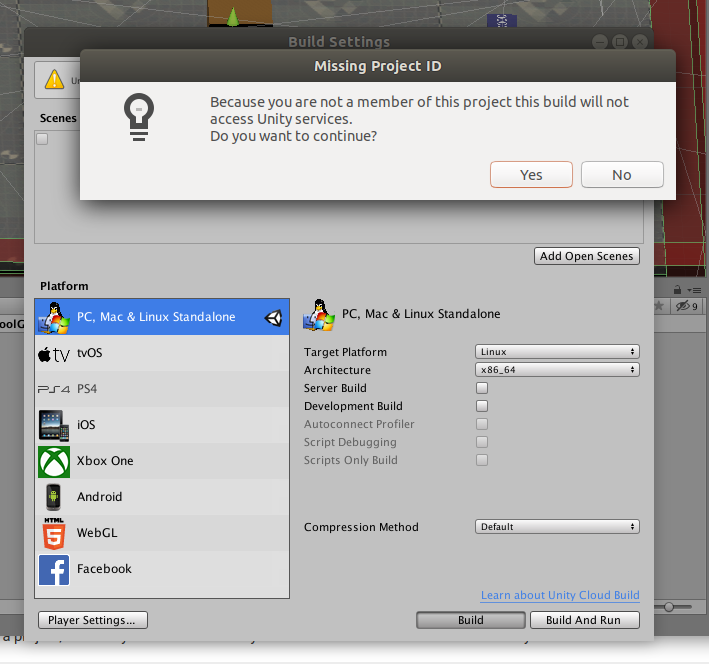 Build Settings
Missing Project ID
Because you are not a member of this project this build will not
access Unity services.
Do you want to continue?
Yes
No
Scenes
Add Open Scenes
Platform
PC, Mac & Linux Standalone
tvOS
PS4
iOS
Xbox One
Android
HTML
5
WebGL
Facebook
PC, Mac & Linux Standalone
Target Platform
Linux
Architecture
x86_64
Server Build
Development Build
Autoconnect Profiler
Script Debugging
Scripts Only Build
Compression Method
Default
Learn about Unity Cloud Build
Player Settings...
Build
Build And Run
9